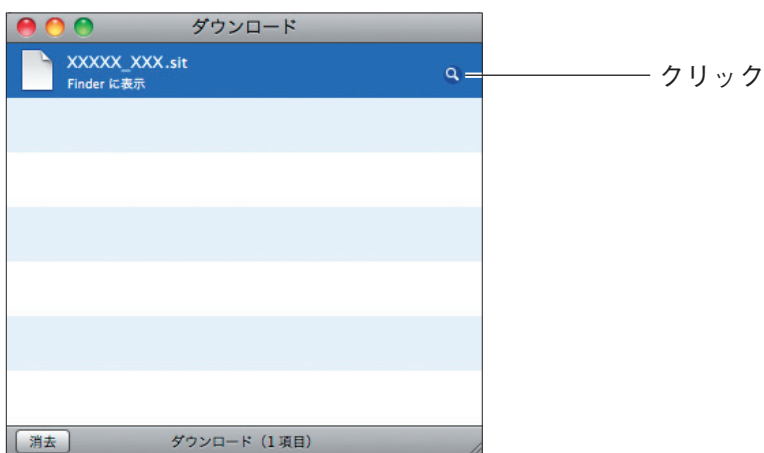 ダウンロード
XXXXX_XXX.sit
Finder に表示
クリック
消去
ダウンロード（1 項目）